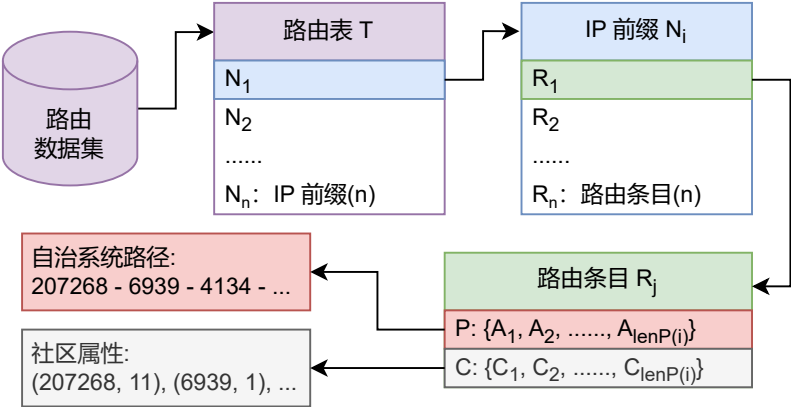 路由
数据集
路由表 T
N1
N2
......
Nn：IP 前缀(n)
IP 前缀 Ni
R1
R2
......
Rn：路由条目(n)
自治系统路径:
207268 - 6939 - 4134 - ...
社区属性:
(207268, 11), (6939, 1), ...
路由条目 Rj
P: {A1, A2, ......, AlenP(i)}
C: {C1, C2, ......, ClenP(i)}